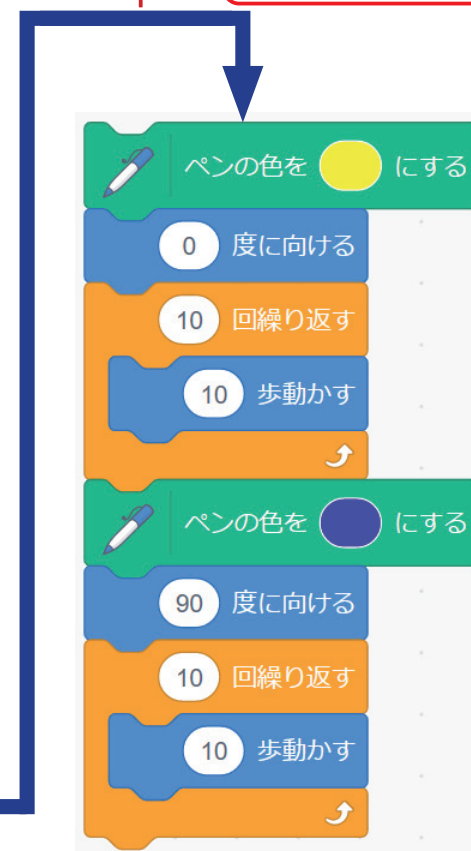 ペンの色を にする
0 度に向ける
10 回繰り返す
10 歩動かす
ペンの色を にする
90 度に向ける
10 回繰り返す
10 歩動かす